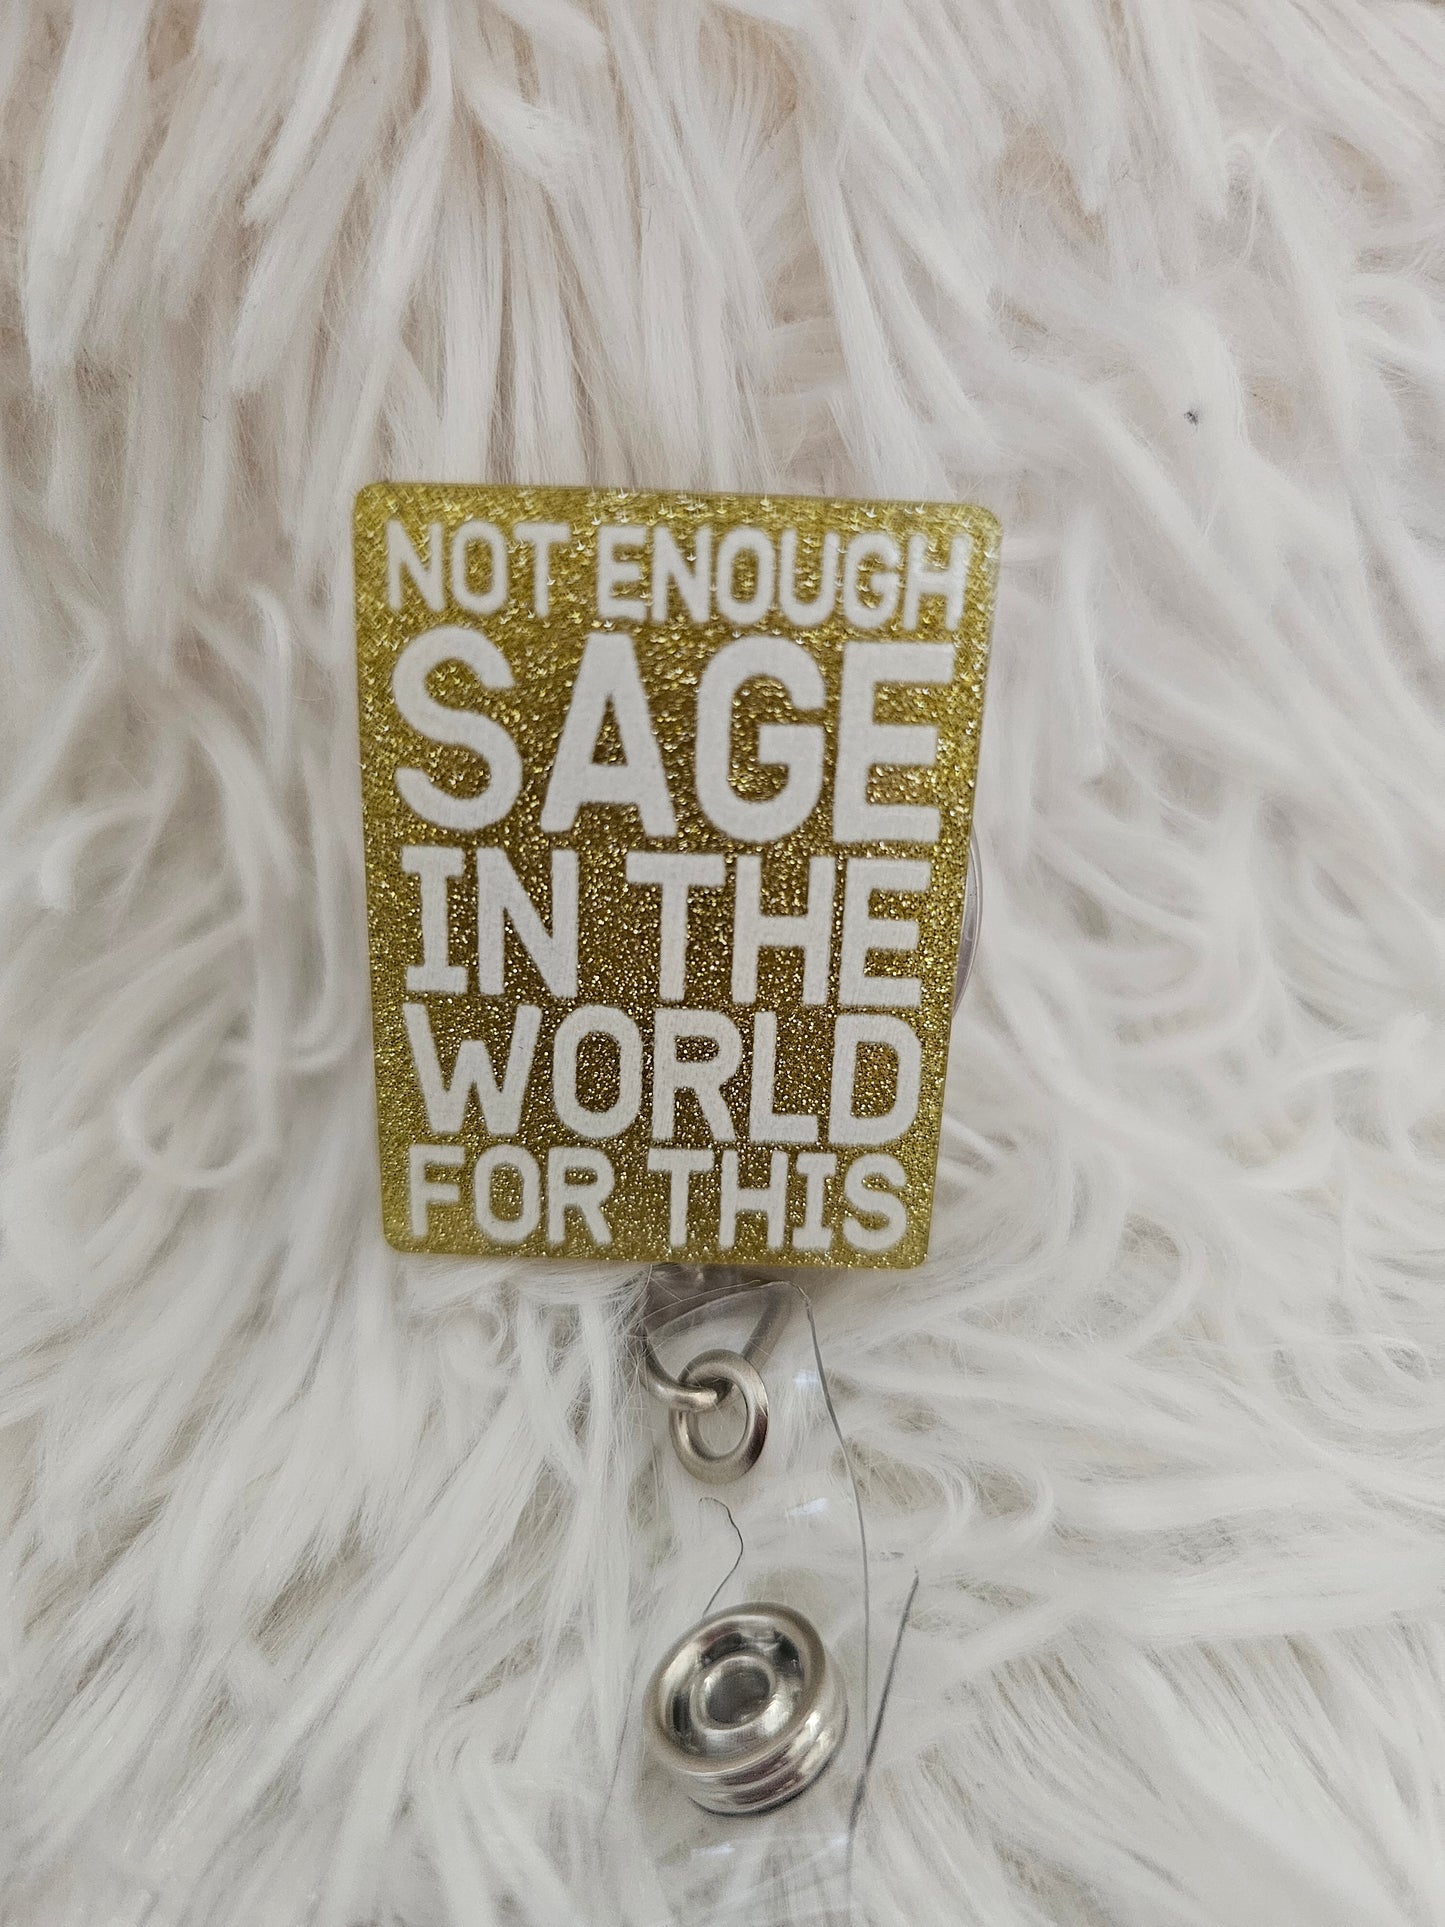 NOT ENOUGH
SAGE
IN THE
WORLD
FOR THIS